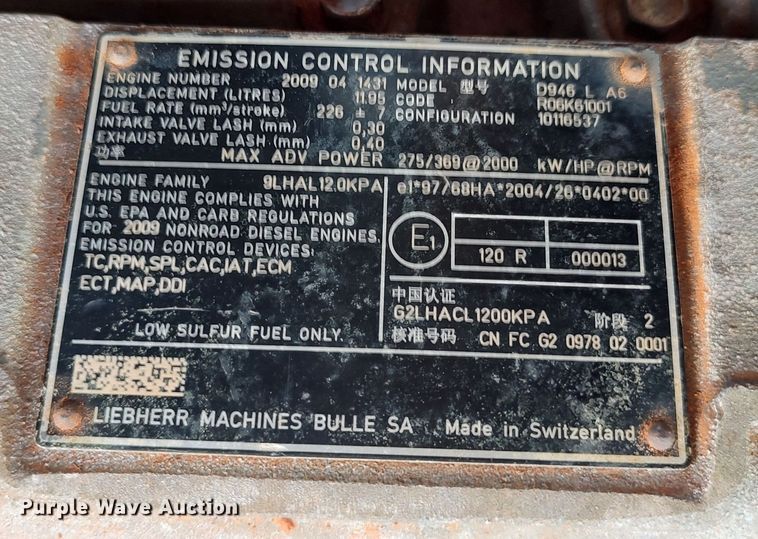 EMISSION CONTROL INFORMATION
ENGINE NUMBER 2009 04 1431 MODEL 型号 D946 L A6
DISPLACEMENT (LITRES) 11.95 CODE R06K61001
FUEL RATE (mm³/stroke) 226 ± 7 CONFIGURATION 10116537
INTAKE VALVE LASH (mm) 0,30
EXHAUST VALVE LASH (mm) 0,40
功率 MAX ADV POWER 275/369@2000 kW/HP@RPM
ENGINE FAMILY 9LHAL12.0KPA e1*97/68HA*2004/26*0402*00
THIS ENGINE COMPLIES WITH
U.S. EPA AND CARB REGULATIONS
FOR 2009 NONROAD DIESEL ENGINES.
EMISSION CONTROL DEVICES:
TC,RPM,SPL,CAC,IAT,ECM
ECT,MAP,DDI
E1
120 R 000013
中国认证
G2LHACL1200KPA 阶段 2
LOW SULFUR FUEL ONLY.
核准号码 CN FC G2 0978 02 0001
LIEBHERR MACHINES BULLE SA Made in Switzerland
Purple Wave Auction